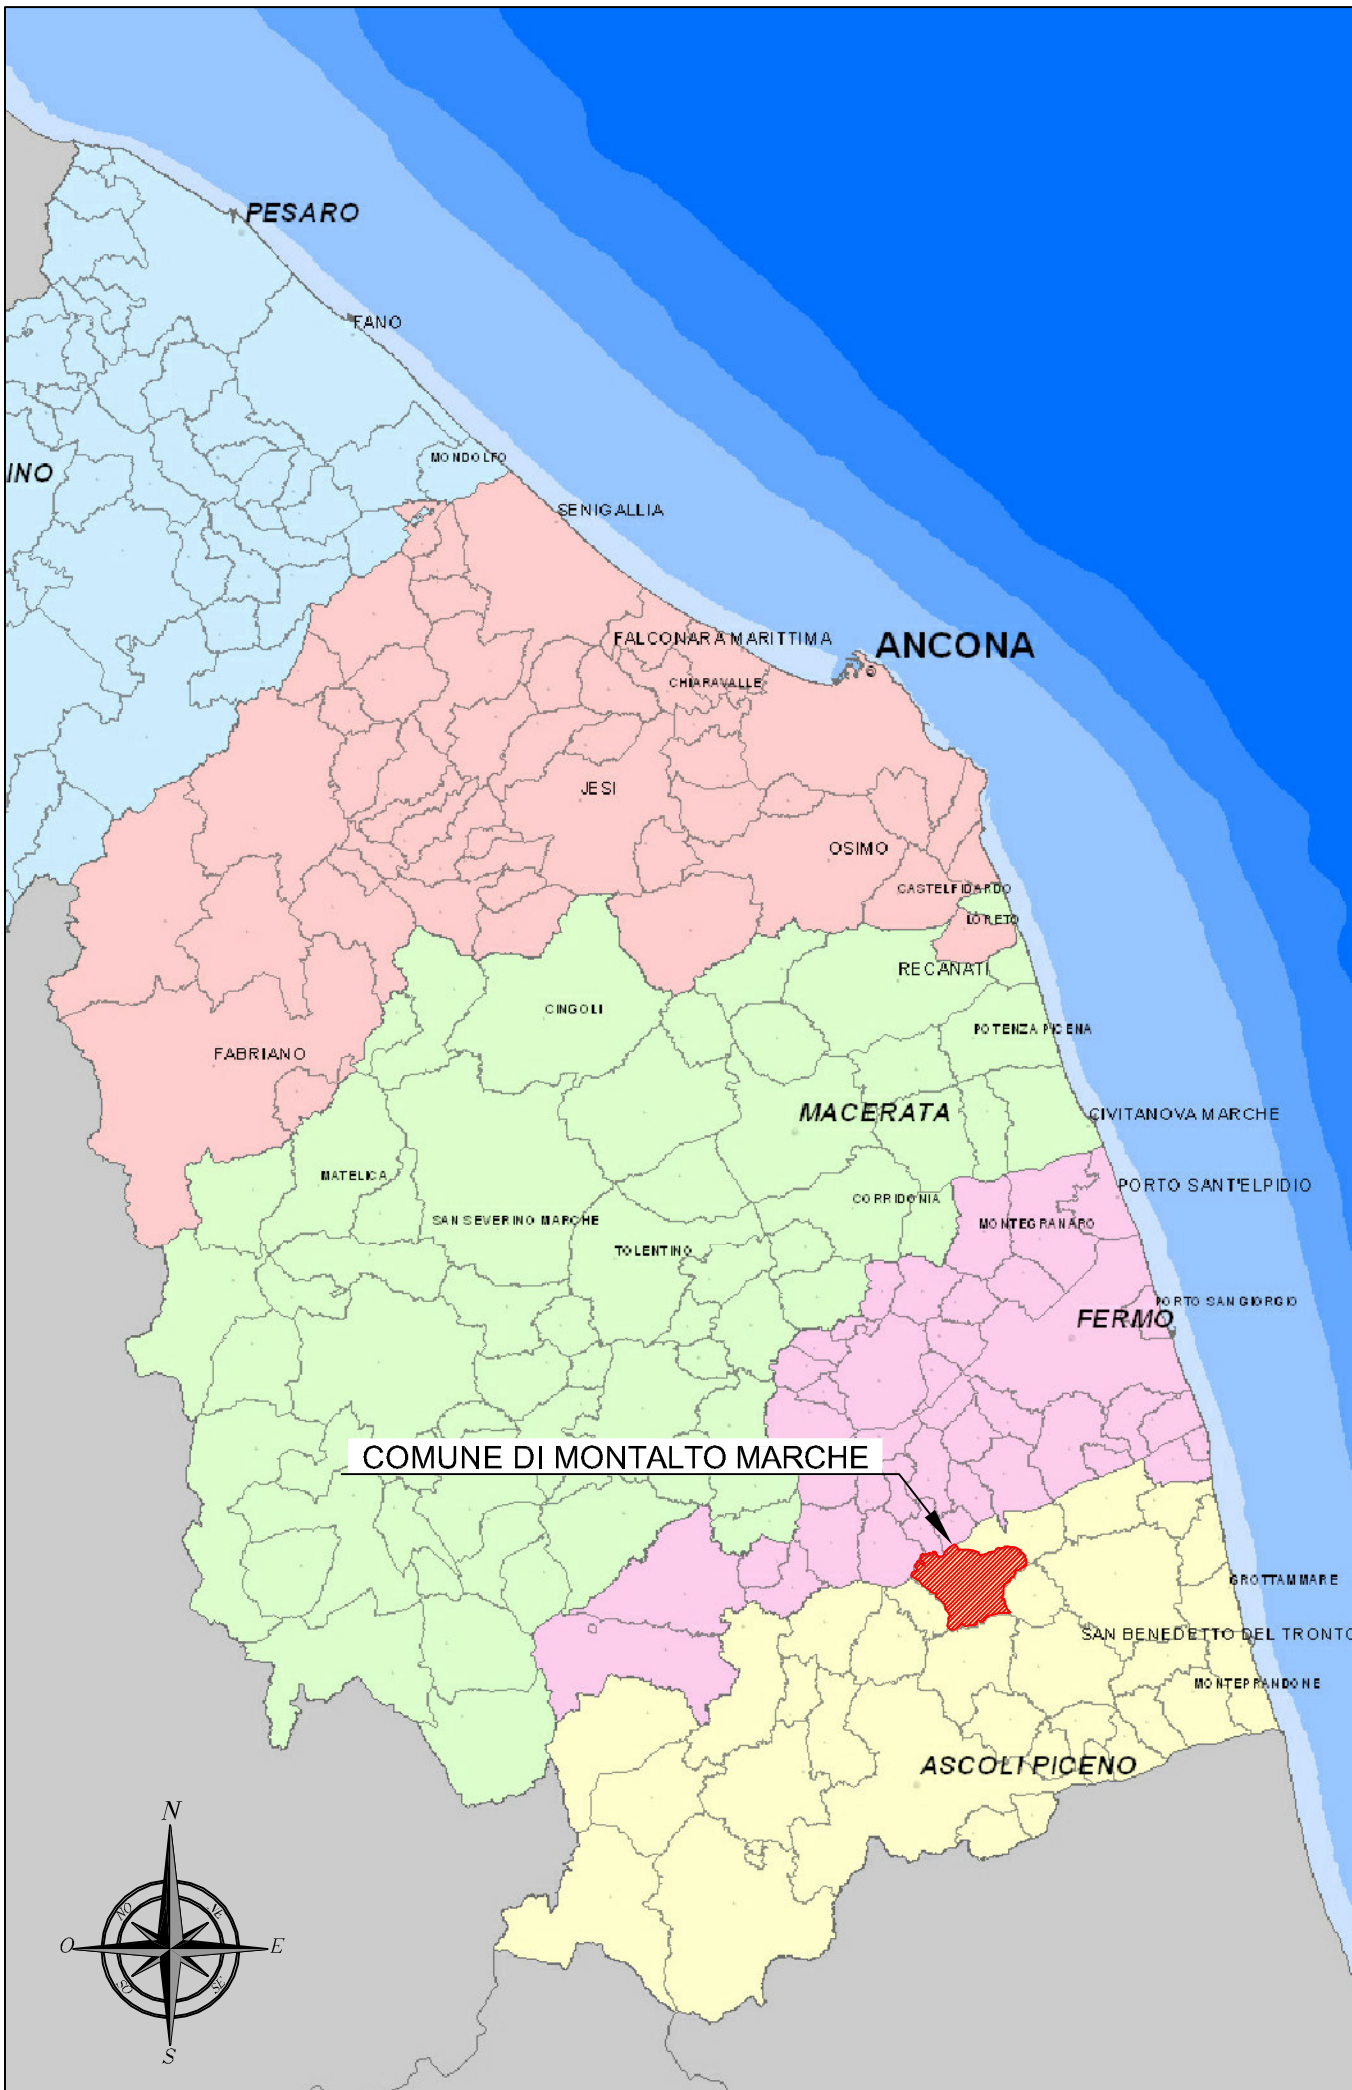 PESARO
FANO
MONDOLFO
INO
SENIGALLIA
FALCONARA MARITTIMA
ANCONA
CHIARAVALLE
JESI
OSIMO
CASTELFIDARDO
LORETO
RECANATI
CINGOLI
POTENZA PICENA
FABRIANO
MACERATA
CIVITANOVA MARCHE
MATELICA
PORTO SANT'ELPIDIO
CORRIDONIA
SAN SEVERINO MARCHE
MONTEGRANARO
TOLENTINO
PORTO SAN GIORGIO
FERMO
COMUNE DI MONTALTO MARCHE
GROTTAMMARE
SAN BENEDETTO DEL TRONTO
MONTEPRANDONE
ASCOLI PICENO
N
NO
NE
O
E
SO
SE
S